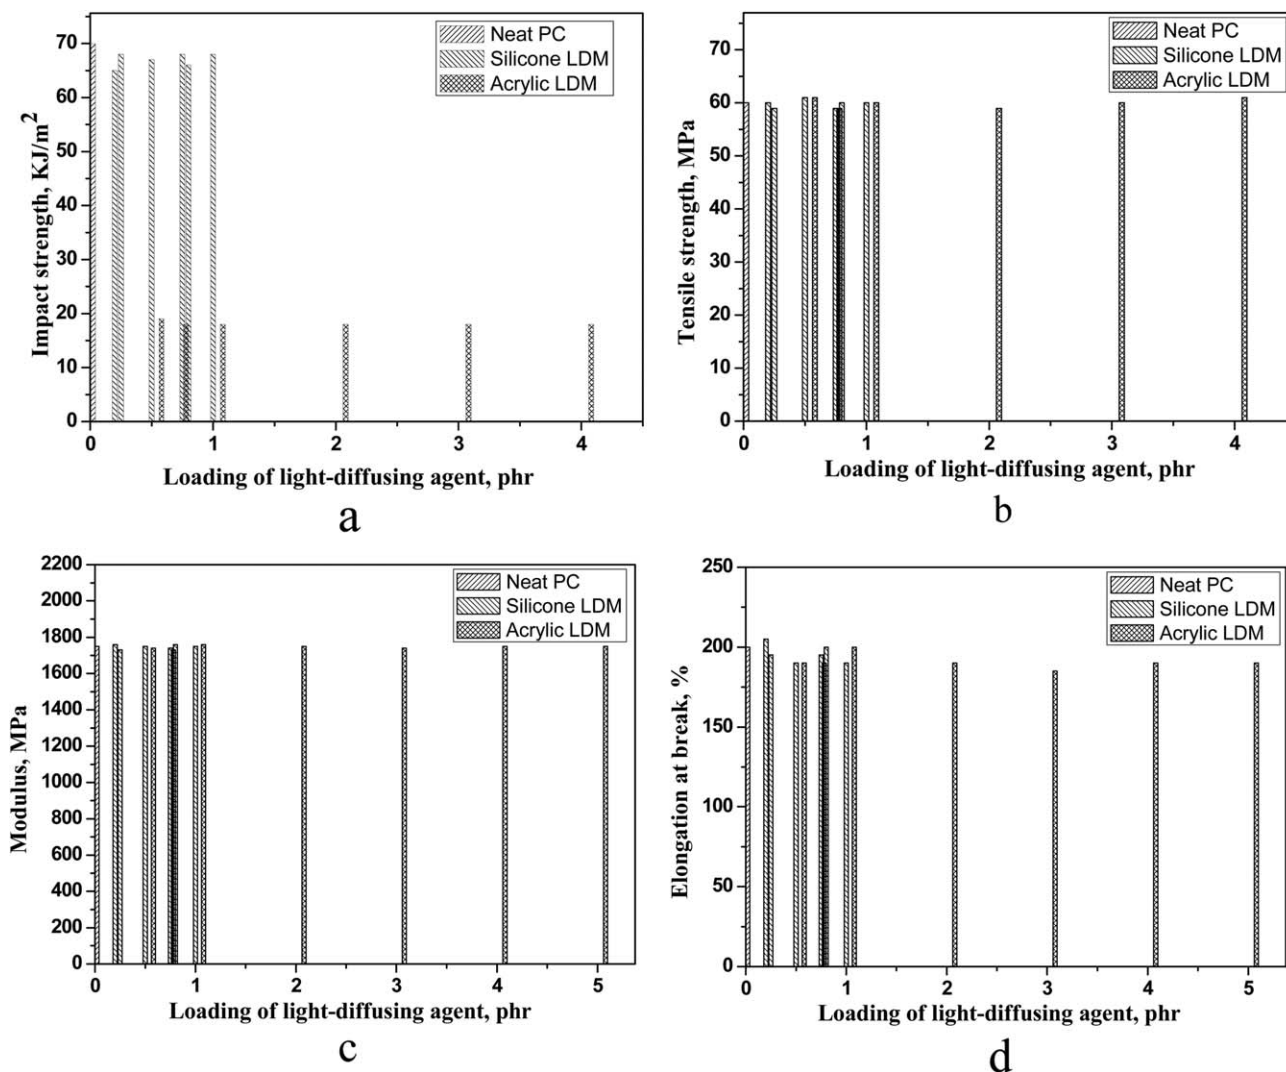 Impact strength, KJ/m²
70
60
50
40
30
20
10
0
Neat PC
Silicone LDM
Acrylic LDM
0 1 2 3 4
Loading of light-diffusing agent, phr
a
Tensile strength, MPa
70
60
50
40
30
20
10
0
Neat PC
Silicone LDM
Acrylic LDM
0 1 2 3 4
Loading of light-diffusing agent, phr
b
Modulus, MPa
2200
2000
1800
1600
1400
1200
1000
800
600
400
200
0
Neat PC
Silicone LDM
Acrylic LDM
0 1 2 3 4 5
Loading of light-diffusing agent, phr
c
Elongation at break, %
250
200
150
100
50
0
Neat PC
Silicone LDM
Acrylic LDM
0 1 2 3 4 5
Loading of light-diffusing agent, phr
d